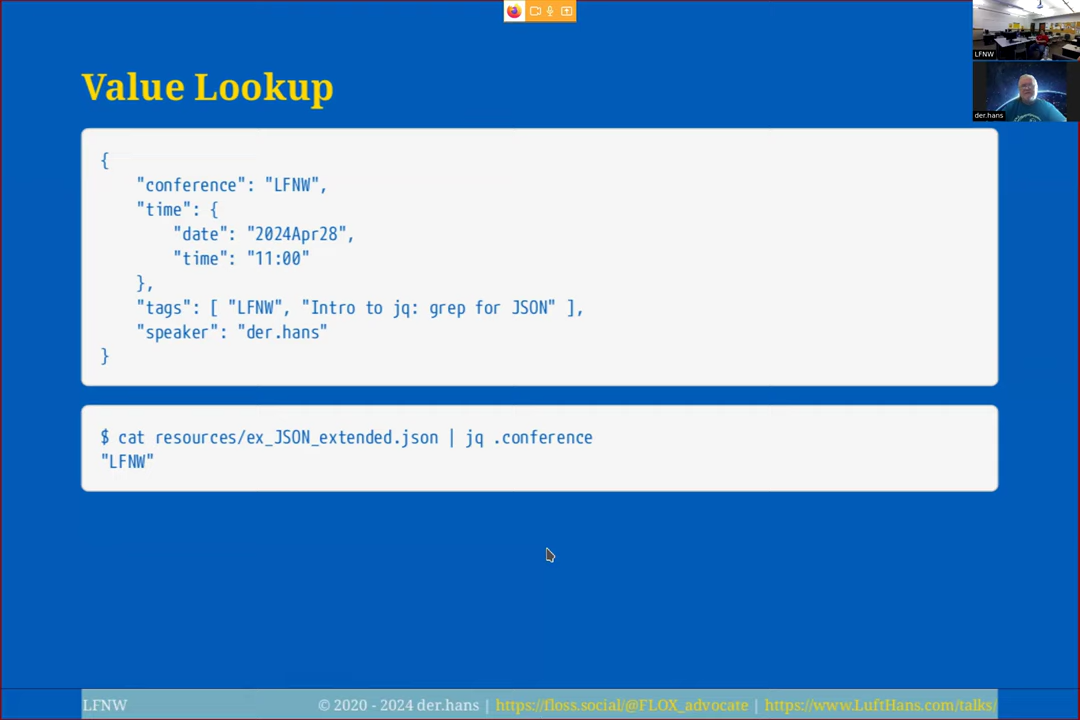 LFNW
der.hans
Value Lookup
{
    "conference": "LFNW",
    "time": {
        "date": "2024Apr28",
        "time": "11:00"
    },
    "tags": [ "LFNW", "Intro to jq: grep for JSON" ],
    "speaker": "der.hans"
}
$ cat resources/ex_JSON_extended.json | jq .conference
"LFNW"
LFNW © 2020 - 2024 der.hans | https://floss.social/@FLOX_advocate | https://www.LuftHans.com/talks/